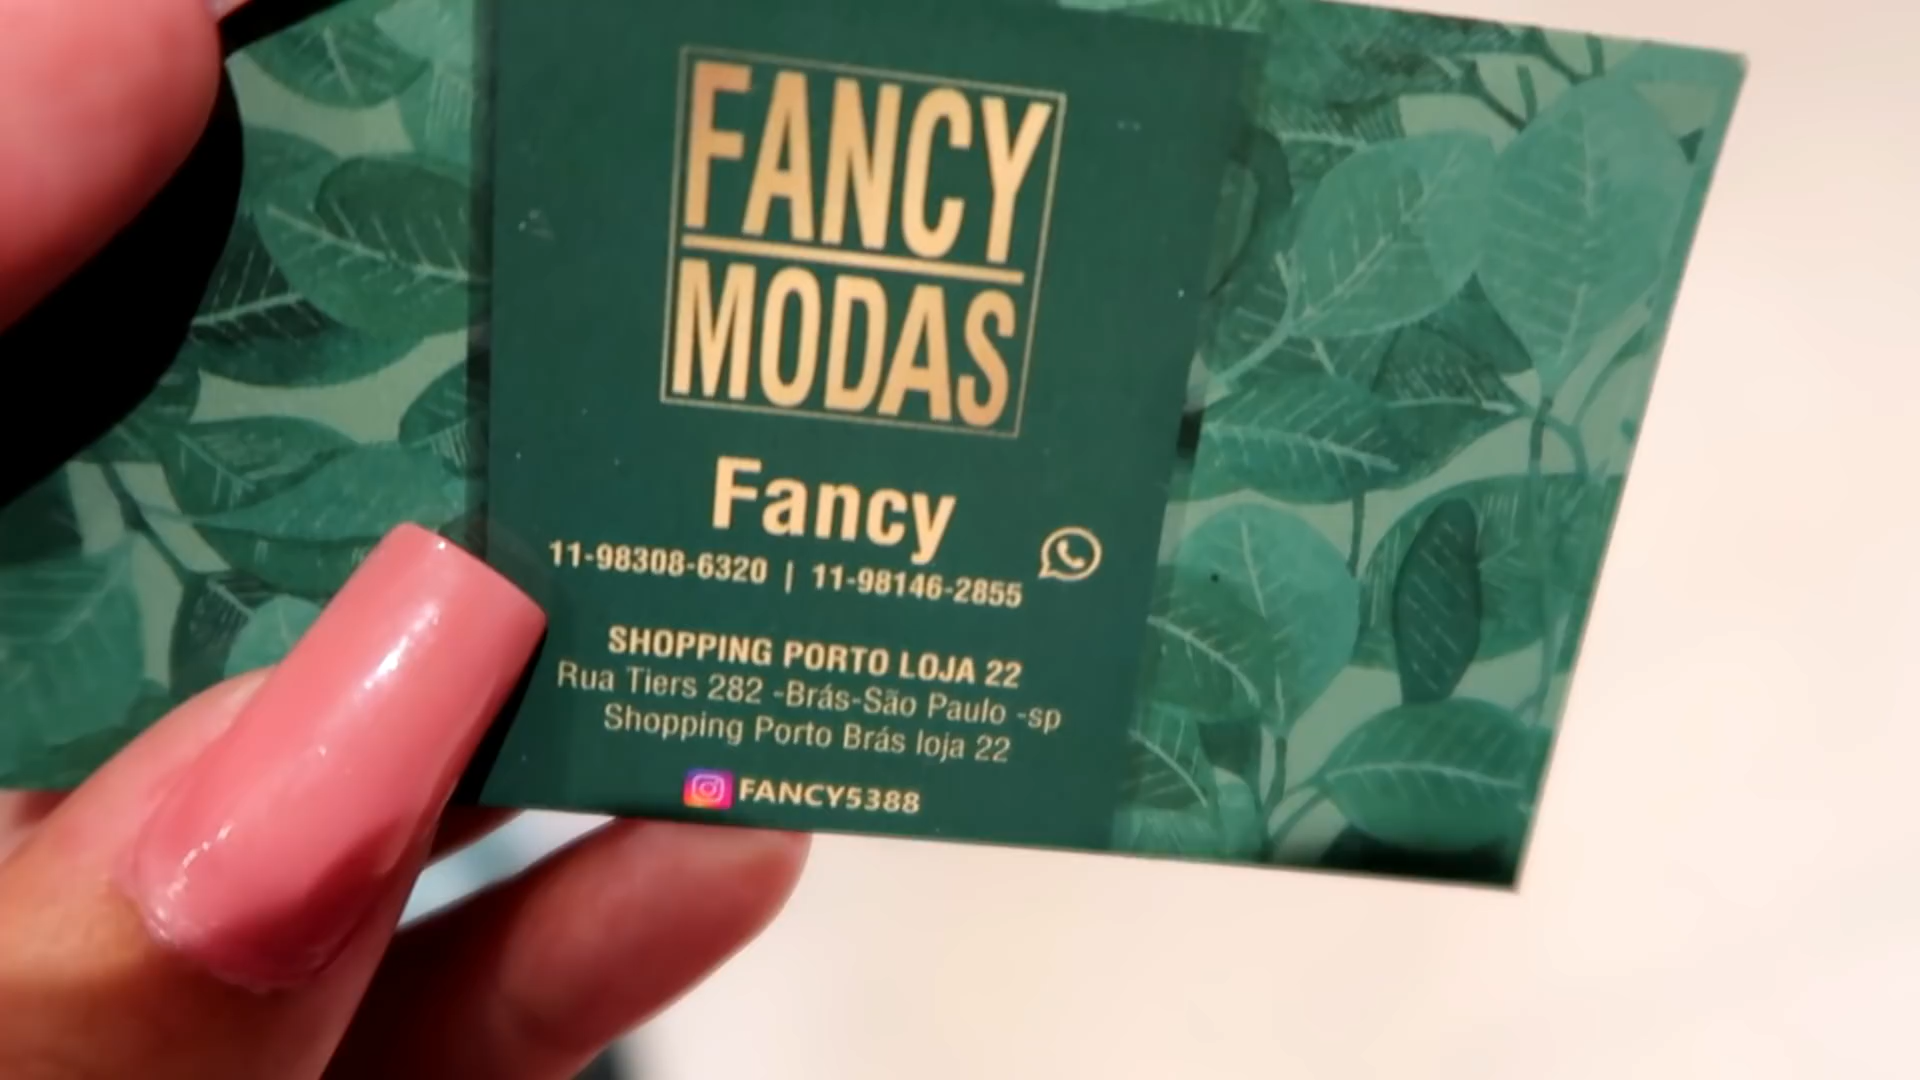 FANCY
MODAS
Fancy
11-98308-6320 | 11-98146-2855
SHOPPING PORTO LOJA 22
Rua Tiers 282 -Brás-São Paulo -sp
Shopping Porto Brás loja 22
FANCY5388